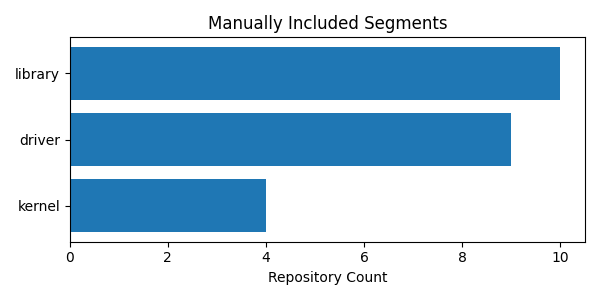 Manually Included Segments
library
driver
kernel
0 2 4 6 8 10
Repository Count